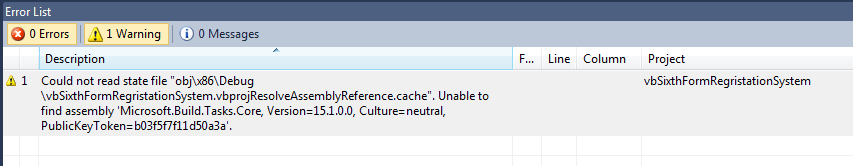 Error List
0 Errors
1 Warning
0 Messages
Description
F...
Line
Column
Project
1
Could not read state file "obj\x86\Debug
\vbSixthFormRegristationSystem.vbprojResolveAssemblyReference.cache". Unable to
find assembly 'Microsoft.Build.Tasks.Core, Version=15.1.0.0, Culture=neutral,
PublicKeyToken=b03f5f7f11d50a3a'.
vbSixthFormRegristationSystem